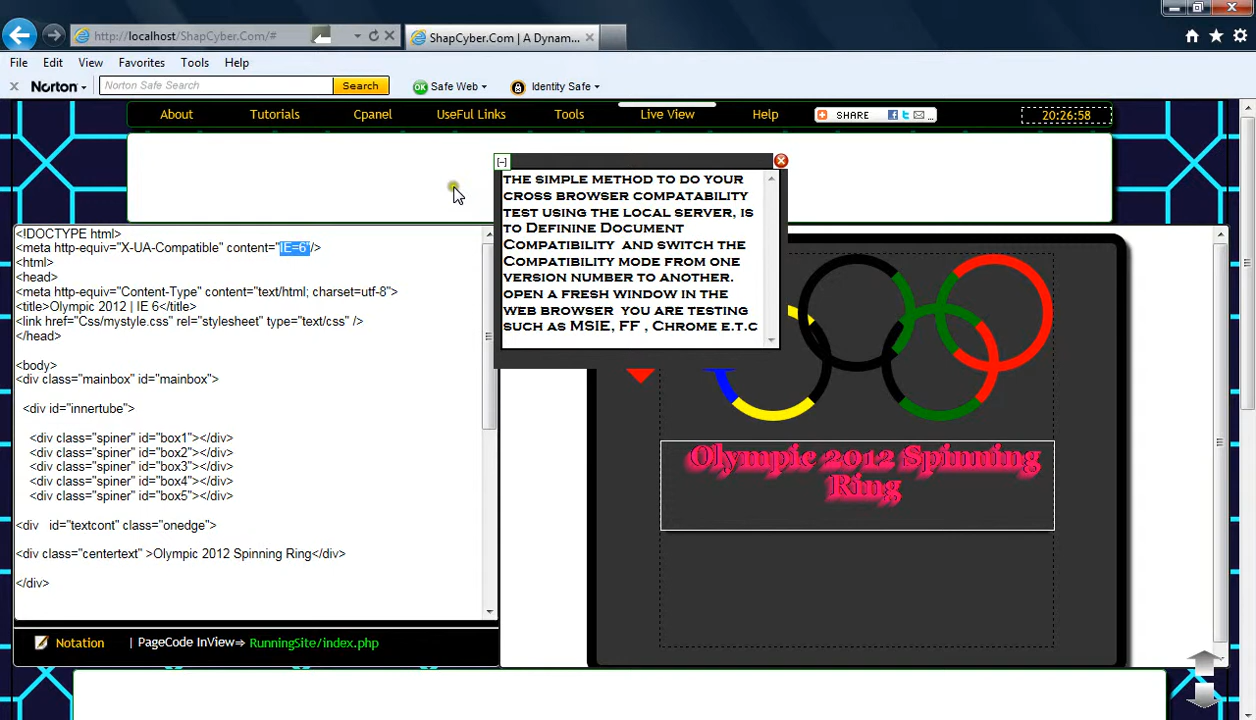 http://localhost/ShapCyber.Com/#
ShapCyber.Com | A Dynam...
File Edit View Favorites Tools Help
Norton Norton Safe Search Search OK Safe Web Identity Safe
About Tutorials Cpanel UseFul Links Tools Live View Help SHARE ... 20:26:58
[-]
THE SIMPLE METHOD TO DO YOUR
CROSS BROWSER COMPATABILITY
TEST USING THE LOCAL SERVER, IS
TO DEFININE DOCUMENT
COMPATIBILITY AND SWITCH THE
COMPATIBILITY MODE FROM ONE
VERSION NUMBER TO ANOTHER.
OPEN A FRESH WINDOW IN THE
WEB BROWSER YOU ARE TESTING
SUCH AS MSIE, FF , CHROME E.T.C
<!DOCTYPE html>
<meta http-equiv="X-UA-Compatible" content="IE=6"/>
<html>
<head>
<meta http-equiv="Content-Type" content="text/html; charset=utf-8">
<title>Olympic 2012 | IE 6</title>
<link href="Css/mystyle.css" rel="stylesheet" type="text/css" />
</head>
<body>
<div class="mainbox" id="mainbox">
<div id="innertube">
<div class="spiner" id="box1"></div>
<div class="spiner" id="box2"></div>
<div class="spiner" id="box3"></div>
<div class="spiner" id="box4"></div>
<div class="spiner" id="box5"></div>
<div id="textcont" class="onedge">
<div class="centertext" >Olympic 2012 Spinning Ring</div>
</div>
Olympic 2012 Spinning
Ring
Notation | PageCode InView⇒ RunningSite/index.php